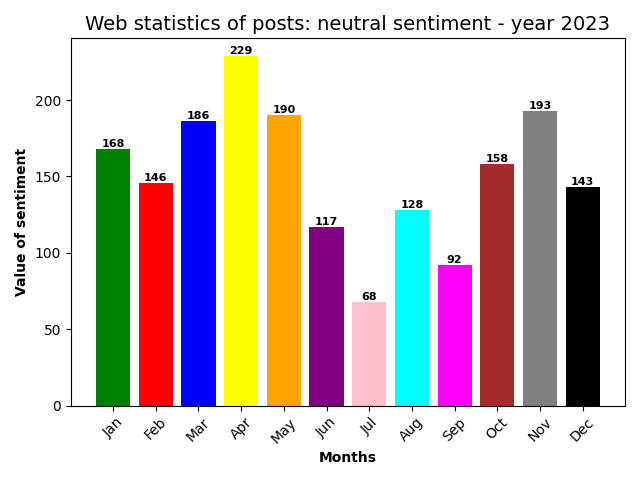 Web statistics of posts: neutral sentiment - year 2023
Value of sentiment
200
150
100
50
0
168
146
186
229
190
117
68
128
92
158
193
143
Jan
Feb
Mar
Apr
May
Jun
Jul
Aug
Sep
Oct
Nov
Dec
Months